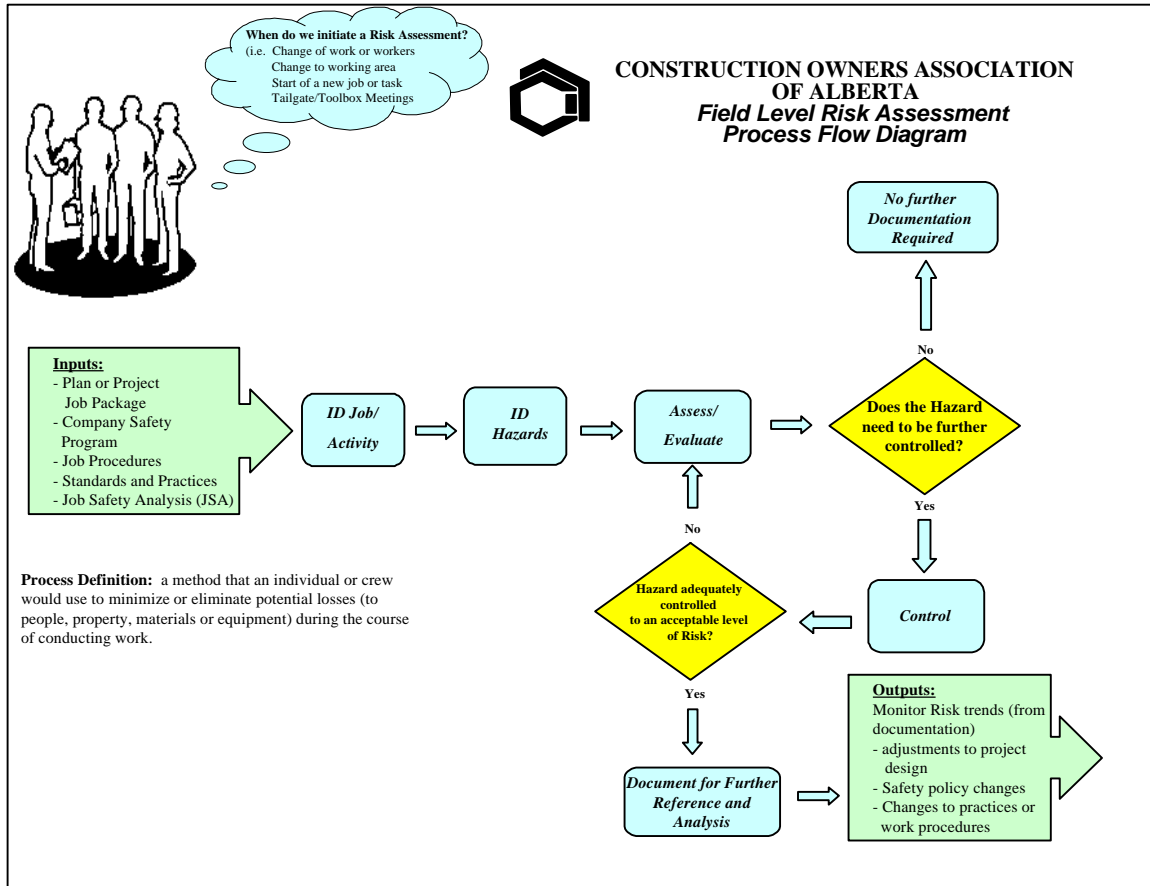 When do we initiate a Risk Assessment?
(i.e. Change of work or workers
Change to working area
Start of a new job or task
Tailgate/Toolbox Meetings
CONSTRUCTION OWNERS ASSOCIATION
OF ALBERTA
Field Level Risk Assessment
Process Flow Diagram
No further
Documentation
Required
No
Inputs:
- Plan or Project
Job Package
- Company Safety
Program
- Job Procedures
- Standards and Practices
- Job Safety Analysis (JSA)
ID Job/
Activity
ID
Hazards
Assess/
Evaluate
Does the Hazard
need to be further
controlled?
Yes
No
Process Definition: a method that an individual or crew
would use to minimize or eliminate potential losses (to
people, property, materials or equipment) during the course
of conducting work.
Hazard adequately
controlled
to an acceptable level
of Risk?
Control
Yes
Document for Further
Reference and
Analysis
Outputs:
Monitor Risk trends (from
documentation)
- adjustments to project
design
- Safety policy changes
- Changes to practices or
work procedures